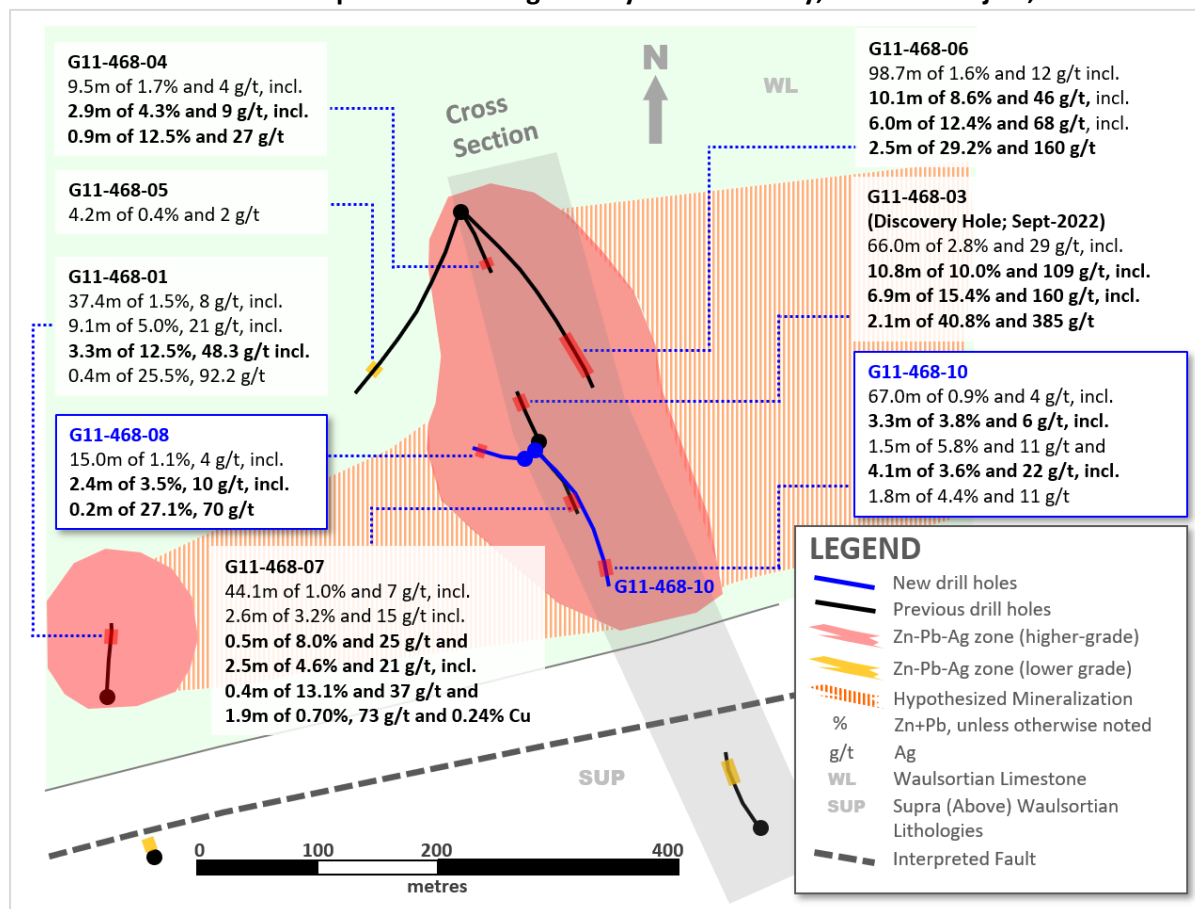 G11-468-04
9.5m of 1.7% and 4 g/t, incl.
2.9m of 4.3% and 9 g/t, incl.
0.9m of 12.5% and 27 g/t
G11-468-05
4.2m of 0.4% and 2 g/t
G11-468-01
37.4m of 1.5%, 8 g/t, incl.
9.1m of 5.0%, 21 g/t, incl.
3.3m of 12.5%, 48.3 g/t incl.
0.4m of 25.5%, 92.2 g/t
G11-468-08
15.0m of 1.1%, 4 g/t, incl.
2.4m of 3.5%, 10 g/t, incl.
0.2m of 27.1%, 70 g/t
G11-468-07
44.1m of 1.0% and 7 g/t, incl.
2.6m of 3.2% and 15 g/t incl.
0.5m of 8.0% and 25 g/t and
2.5m of 4.6% and 21 g/t, incl.
0.4m of 13.1% and 37 g/t and
1.9m of 0.70%, 73 g/t and 0.24% Cu
Cross
Section
N
WL
G11-468-06
98.7m of 1.6% and 12 g/t incl.
10.1m of 8.6% and 46 g/t, incl.
6.0m of 12.4% and 68 g/t, incl.
2.5m of 29.2% and 160 g/t
G11-468-03
(Discovery Hole; Sept-2022)
66.0m of 2.8% and 29 g/t, incl.
10.8m of 10.0% and 109 g/t, incl.
6.9m of 15.4% and 160 g/t, incl.
2.1m of 40.8% and 385 g/t
G11-468-10
67.0m of 0.9% and 4 g/t, incl.
3.3m of 3.8% and 6 g/t, incl.
1.5m of 5.8% and 11 g/t and
4.1m of 3.6% and 22 g/t, incl.
1.8m of 4.4% and 11 g/t
G11-468-10
SUP
0 100 200 400
metres
LEGEND
New drill holes
Previous drill holes
Zn-Pb-Ag zone (higher-grade)
Zn-Pb-Ag zone (lower grade)
Hypothesized Mineralization
% Zn+Pb, unless otherwise noted
g/t Ag
WL Waulsortian Limestone
SUP Supra (Above) Waulsortian
Lithologies
Interpreted Fault